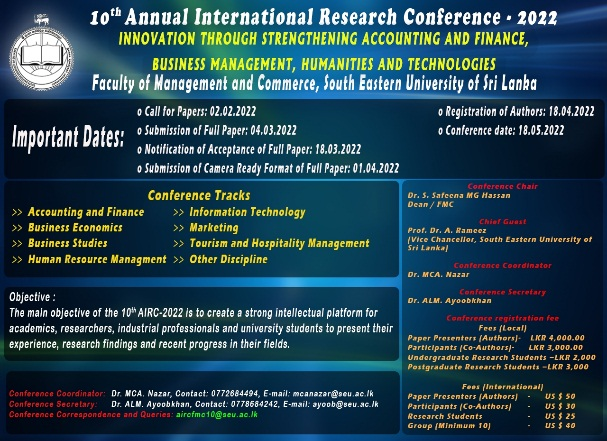 10th Annual International Research Conference - 2022
INNOVATION THROUGH STRENGTHENING ACCOUNTING AND FINANCE,
BUSINESS MANAGEMENT, HUMANITIES AND TECHNOLOGIES
Faculty of Management and Commerce, South Eastern University of Sri Lanka
Important Dates:
o Call for Papers: 02.02.2022
o Submission of Full Paper: 04.03.2022
o Notification of Acceptance of Full Paper: 18.03.2022
o Submission of Camera Ready Format of Full Paper: 01.04.2022
o Registration of Authors: 18.04.2022
o Conference date: 18.05.2022
Conference Tracks
>> Accounting and Finance
>> Business Economics
>> Business Studies
>> Human Resource Managment
>> Information Technology
>> Marketing
>> Tourism and Hospitality Management
>> Other Discipline
Objective :
The main objective of the 10th AIRC-2022 is to create a strong intellectual platform for
academics, researchers, industrial professionals and university students to present their
experience, research findings and recent progress in their fields.
Conference Coordinator: Dr. MCA. Nazar, Contact: 0772684494, E-mail: mcanazar@seu.ac.lk
Conference Secretary: Dr. ALM. Ayoobkhan, Contact: 0778684242, E-mail: ayoob@seu.ac.lk
Conference Correspondence and Queries: aircfmc10@seu.ac.lk
Conference Chair
Dr. S. Safeena MG Hassan
Dean / FMC
Chief Guest
Prof. Dr. A. Rameez
(Vice Chancellor, South Eastern University of
Sri Lanka)
Conference Coordinator
Dr. MCA. Nazar
Conference Secretary
Dr. ALM. Ayoobkhan
Conference registration fee
Fees (Local)
Paper Presenters (Authors)- LKR 4,000.00
Participants (Co-Authors)- LKR 3,000.00
Undergraduate Research Students –LKR 2,000
Postgraduate Research Students –LKR 3,000
Fees (International)
Paper Presenters (Authors) - US $ 50
Participants (Co-Authors) - US $ 30
Research Students - US $ 25
Group (Minimum 10) - US $ 40